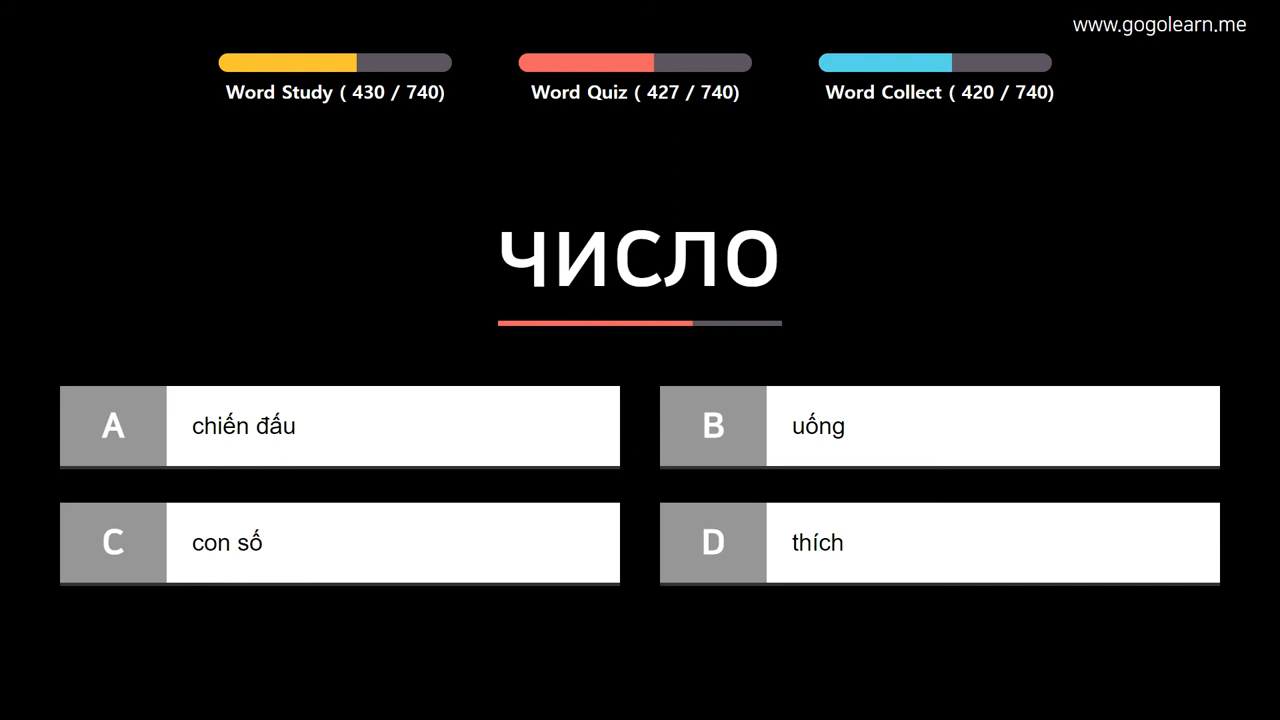 www.gogolearn.me
Word Study ( 430 / 740)
Word Quiz ( 427 / 740)
Word Collect ( 420 / 740)
число
A chiến đấu
B uống
C con số
D thích